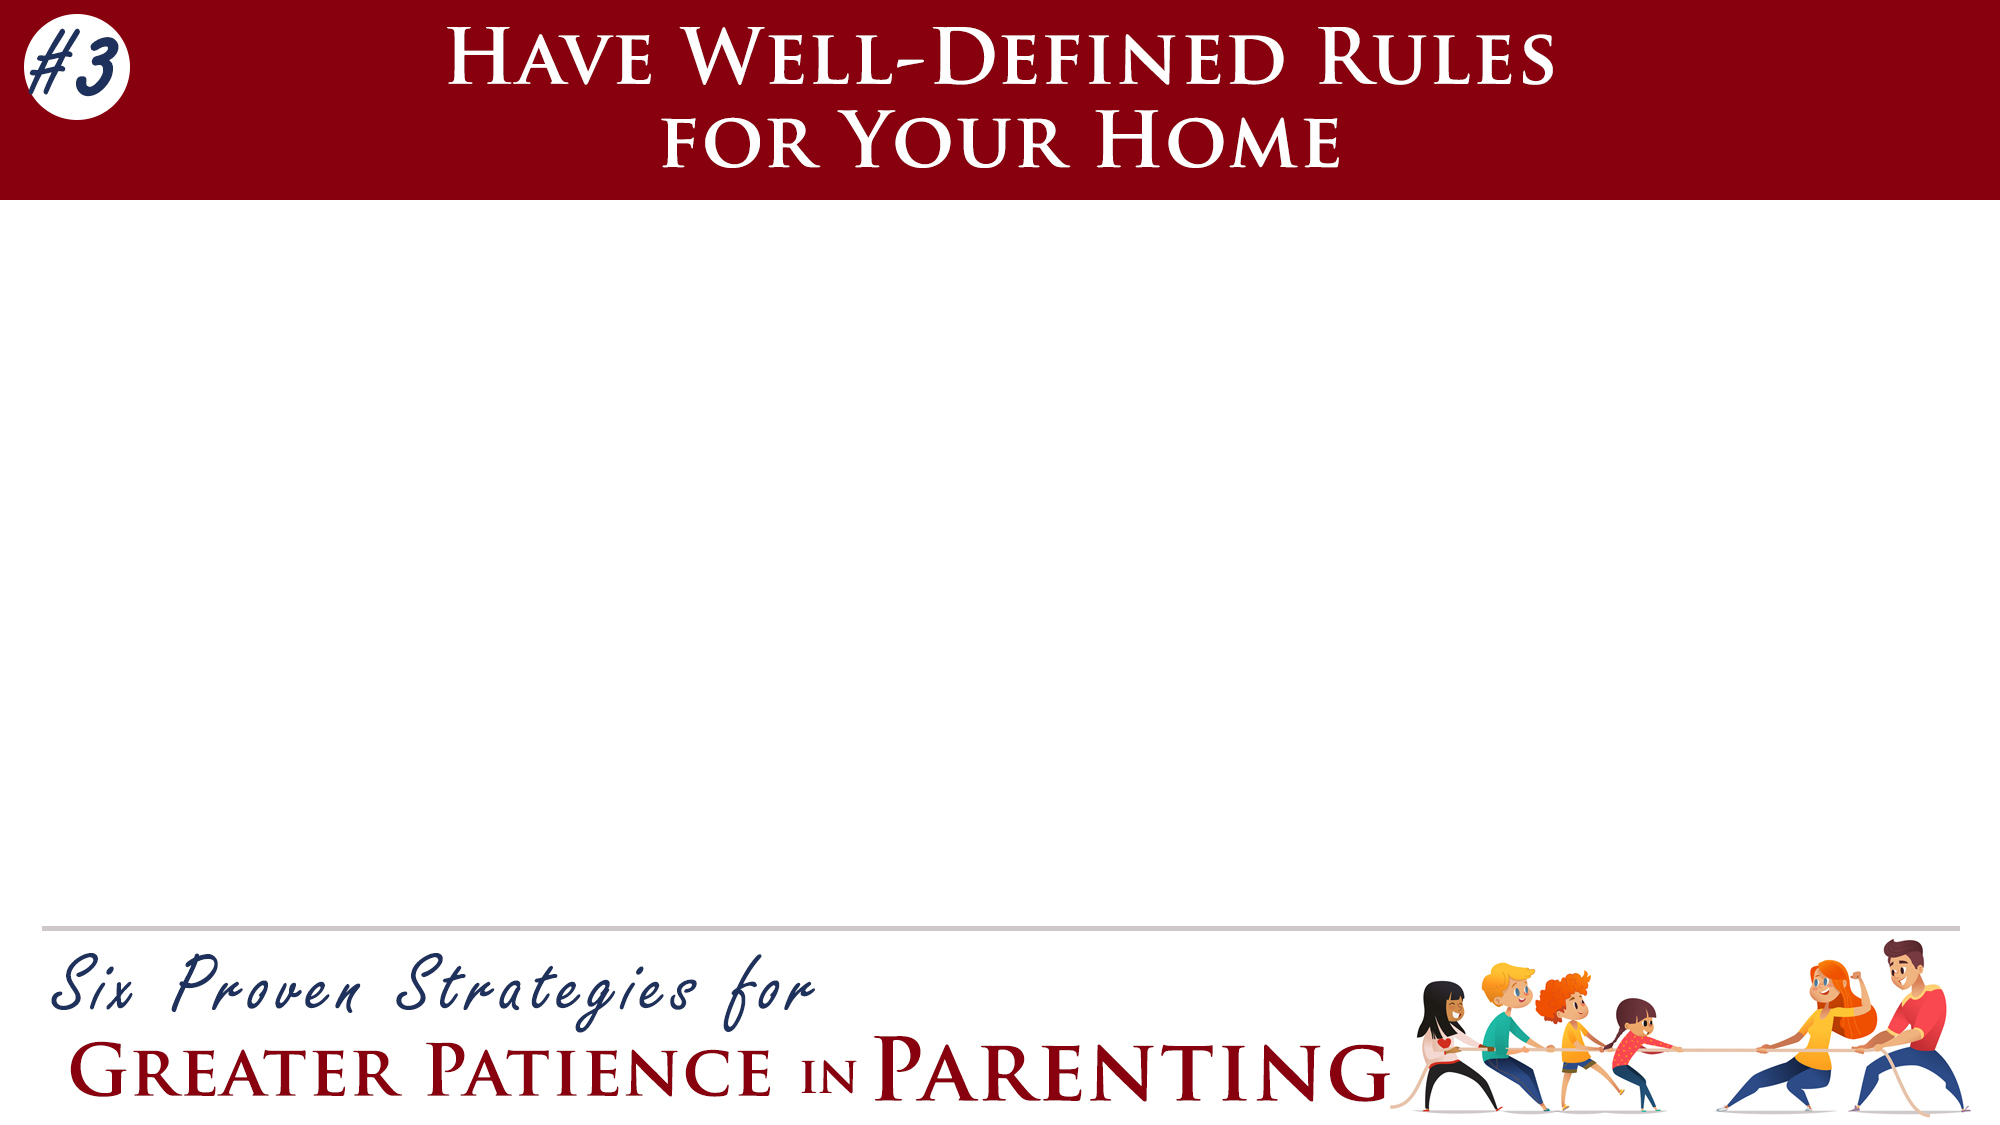 #3
Have Well-Defined Rules
for Your Home
Six Proven Strategies for
Greater Patience in Parenting